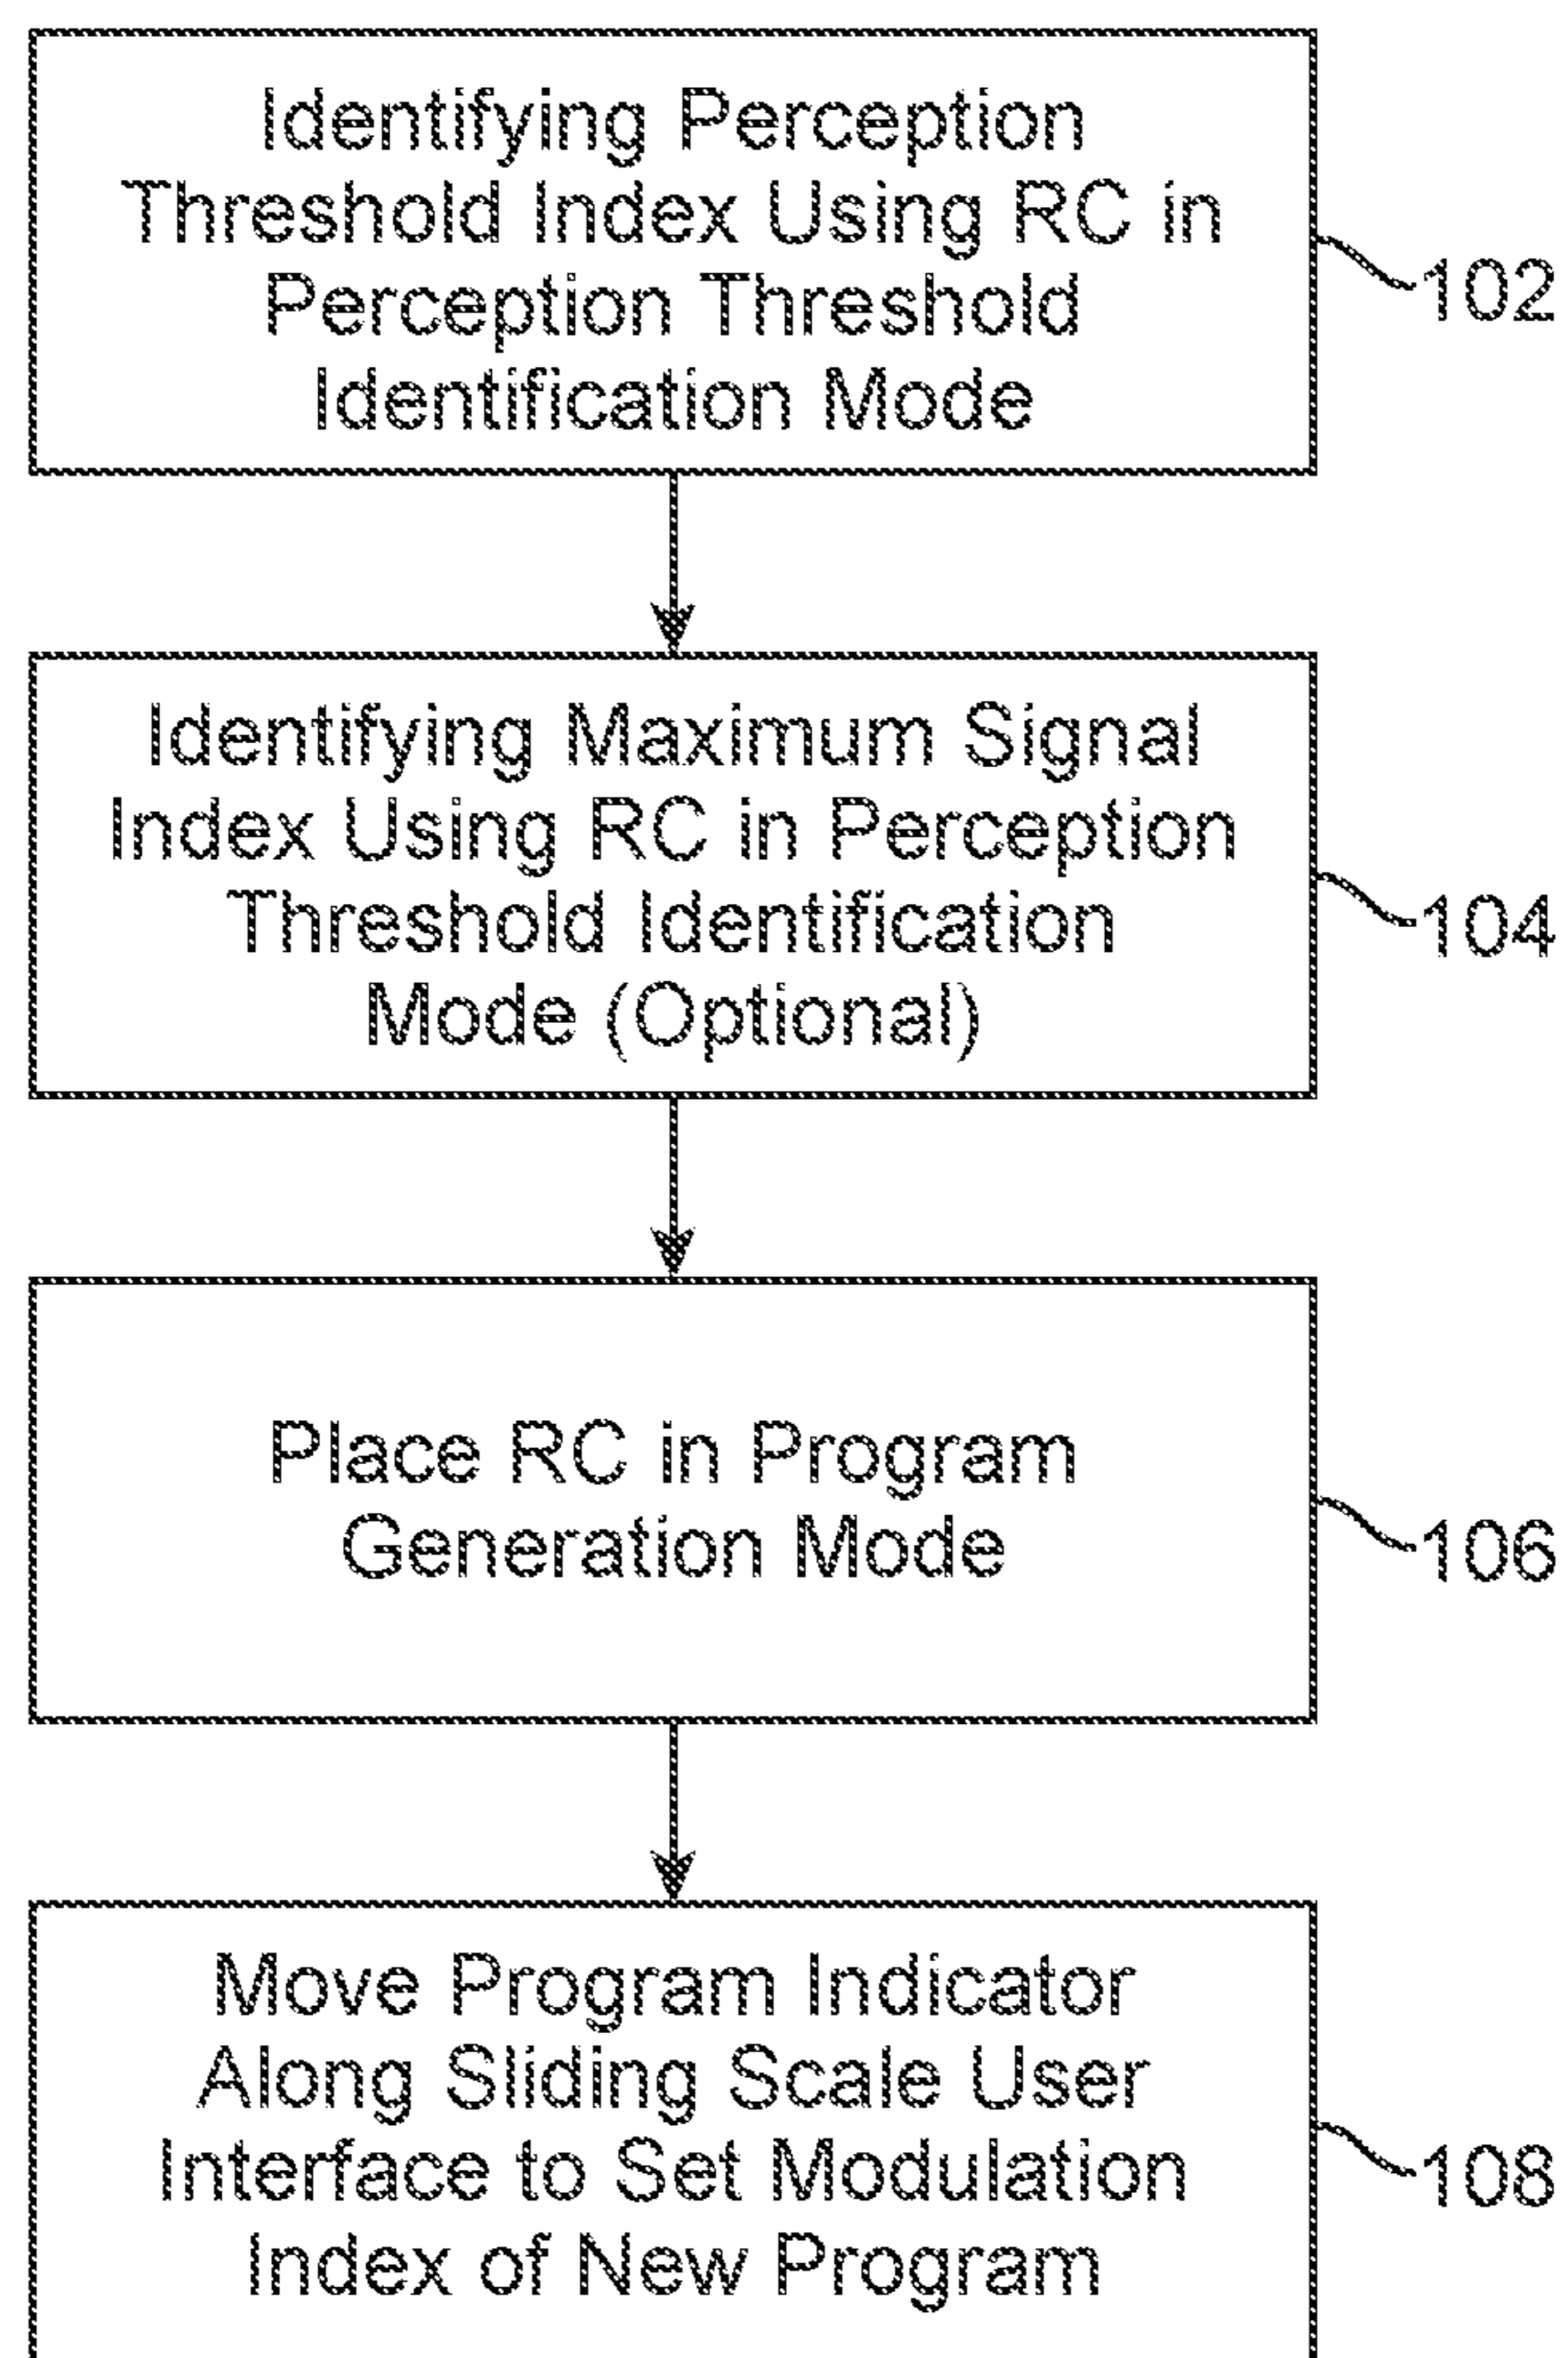 Identifying Perception
Threshold Index Using RC in
Perception Threshold
Identification Mode
102
Identifying Maximum Signal
Index Using RC in Perception
Threshold Identification
Mode (Optional)
104
Place RC in Program
Generation Mode
106
Move Program Indicator
Along Sliding Scale User
Interface to Set Modulation
Index of New Program
108